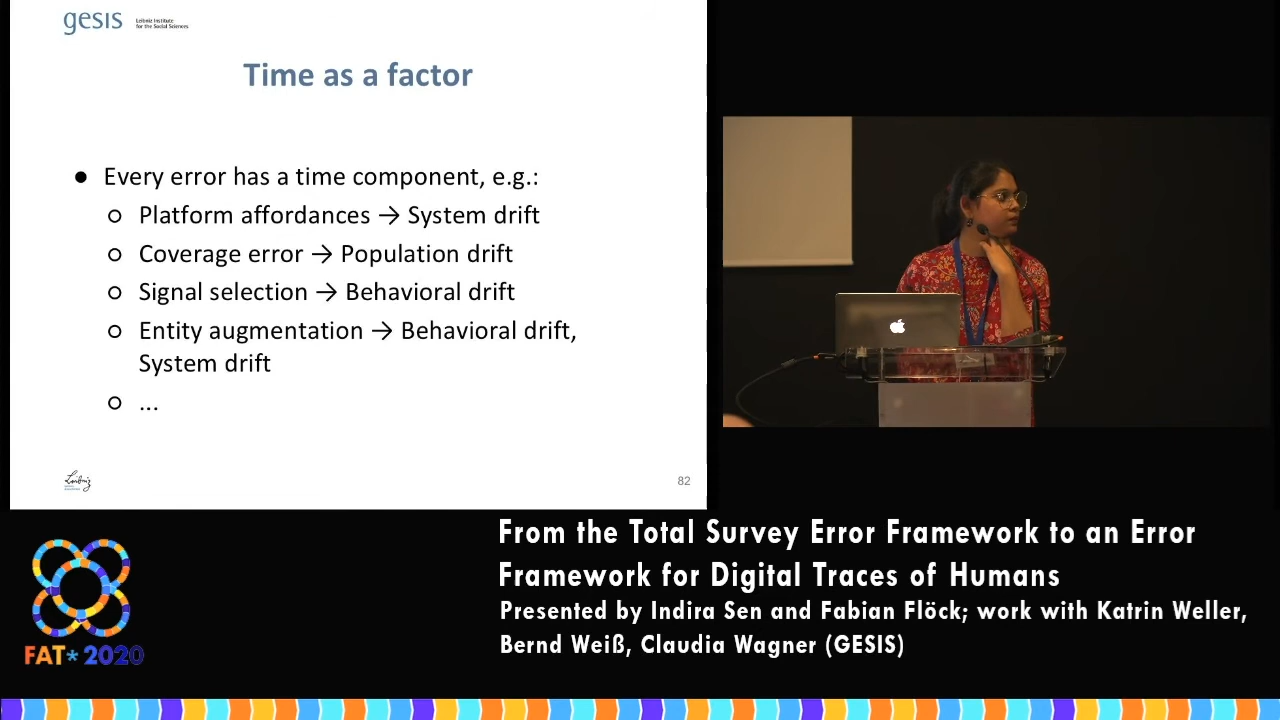 gesis Leibniz Institute
for the Social Sciences
Time as a factor
● Every error has a time component, e.g.:
○ Platform affordances → System drift
○ Coverage error → Population drift
○ Signal selection → Behavioral drift
○ Entity augmentation → Behavioral drift,
System drift
○ ...
Leibniz
82
From the Total Survey Error Framework to an Error
Framework for Digital Traces of Humans
Presented by Indira Sen and Fabian Flöck; work with Katrin Weller,
Bernd Weiß, Claudia Wagner (GESIS)
FAT* 2020